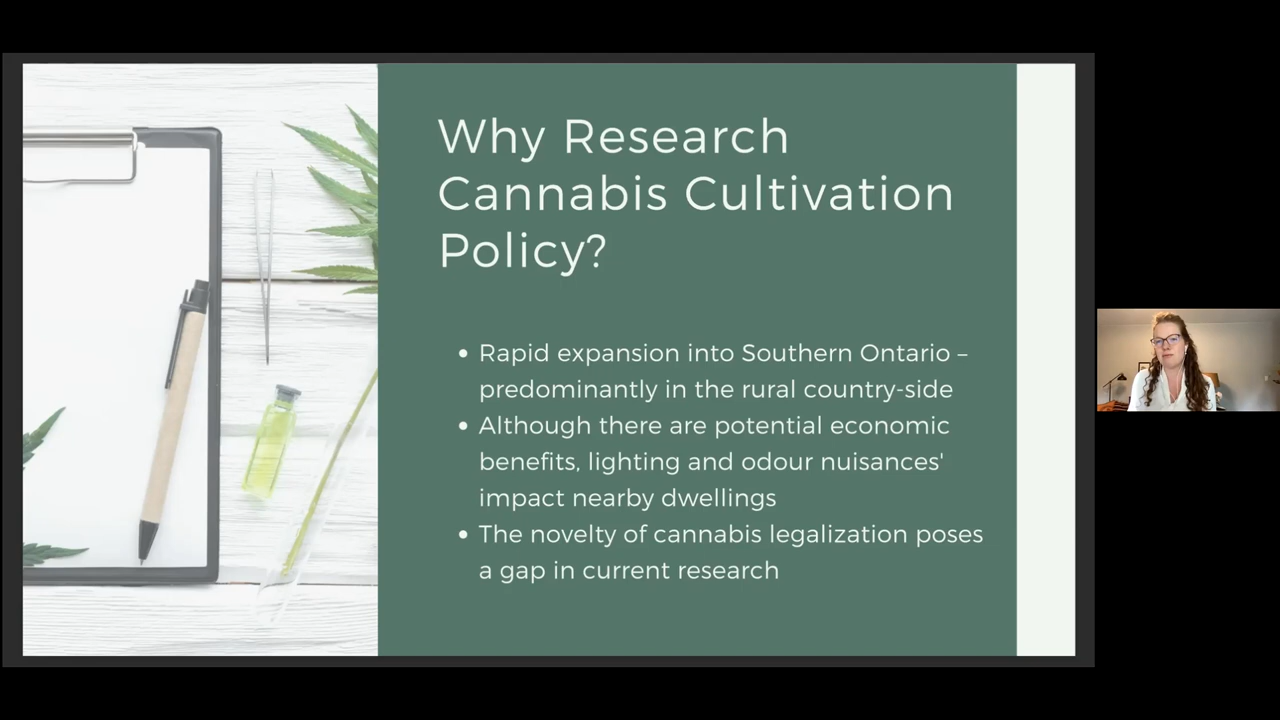 Why Research
Cannabis Cultivation
Policy?
• Rapid expansion into Southern Ontario –
predominantly in the rural country-side
• Although there are potential economic
benefits, lighting and odour nuisances'
impact nearby dwellings
• The novelty of cannabis legalization poses
a gap in current research